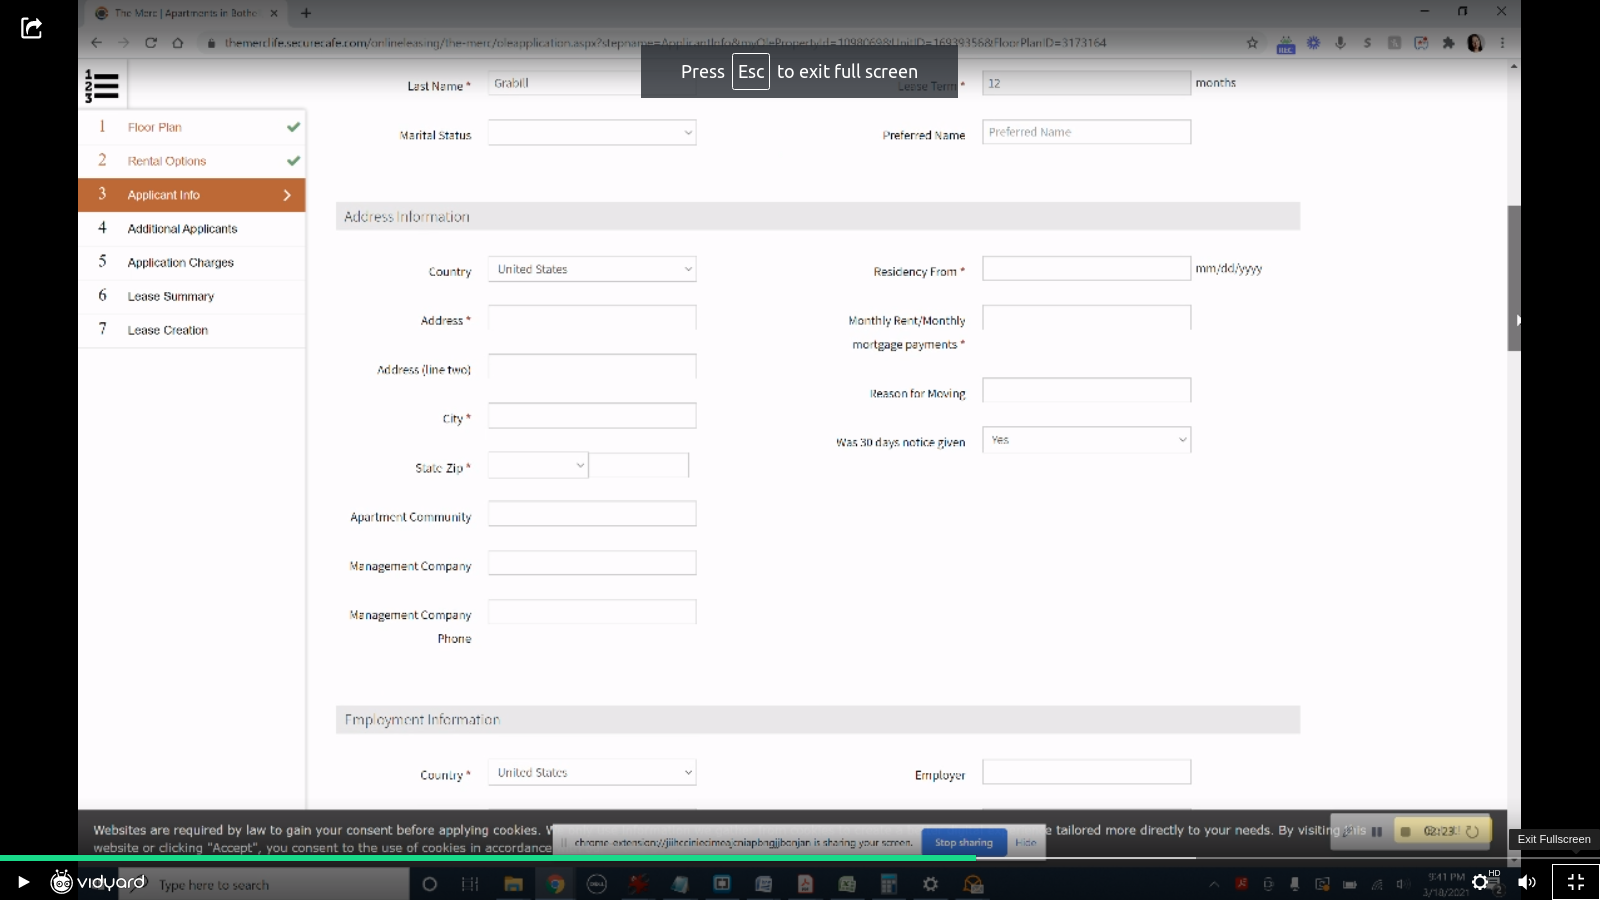 The Merc | Apartments in Bothe
themerclife.securecafe.com/onlineleasing/the-merc/oleapplication.aspx?stepname=ApplicantInfo&myOlePropertyId=1098069&UnitID=16939356&FloorPlanID=3173164
REC
Press Esc to exit full screen
Last Name * Grabill
Lease Term * 12 months
Marital Status
Preferred Name Preferred Name
1 Floor Plan
2 Rental Options
3 Applicant Info
4 Additional Applicants
5 Application Charges
6 Lease Summary
7 Lease Creation
Address Information
Country United States
Residency From * mm/dd/yyyy
Address *
Monthly Rent/Monthly
mortgage payments *
Address (line two)
Reason for Moving
City *
Was 30 days notice given Yes
State Zip *
Apartment Community
Management Company
Management Company
Phone
Employment Information
Country * United States
Employer
Websites are required by law to gain your consent before applying cookies. W
e tailored more directly to your needs. By visiting this
website or clicking "Accept", you consent to the use of cookies in accordance
chrome-extension://jiihcciniecimeajcniapbngjjbonjan is sharing your screen.
Stop sharing
Hide
02:23
Exit Fullscreen
vidyard
Type here to search
DELL
9:41 PM
3/18/2021
HD
2